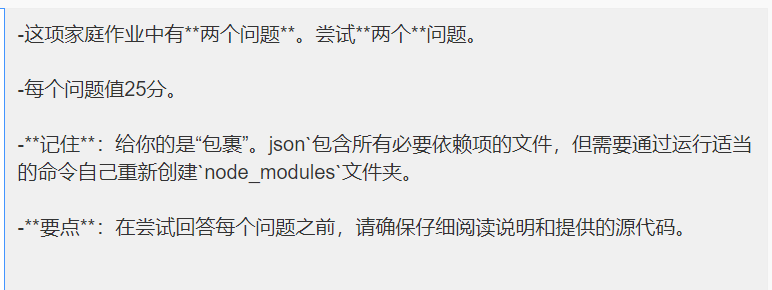 -这项家庭作业中有**两个问题**。尝试**两个**问题。
-每个问题值25分。
-**记住**：给你的是“包裹”。json`包含所有必要依赖项的文件，但需要通过运行适当
的命令自己重新创建`node_modules`文件夹。
-**要点**：在尝试回答每个问题之前，请确保仔细阅读说明和提供的源代码。